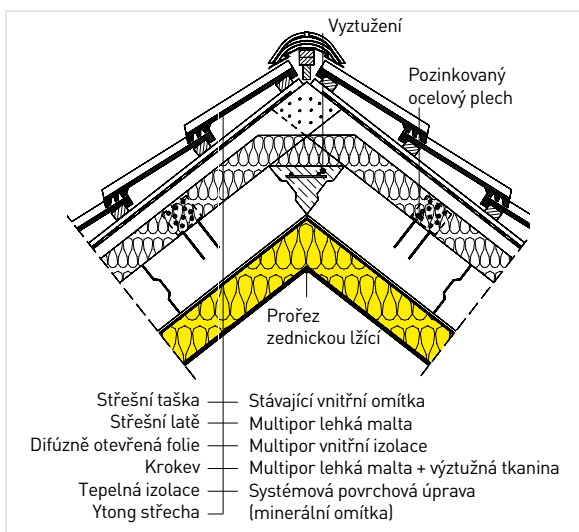 Vyztužení
Pozinkovaný
ocelový plech
Prořez
zednickou lžící
Střešní taška
Střešní latě
Difúzně otevřená folie
Krokev
Tepelná izolace
Ytong střecha
Stávající vnitřní omítka
Multipor lehká malta
Multipor vnitřní izolace
Multipor lehká malta + výztužná tkanina
Systémová povrchová úprava
(minerální omítka)